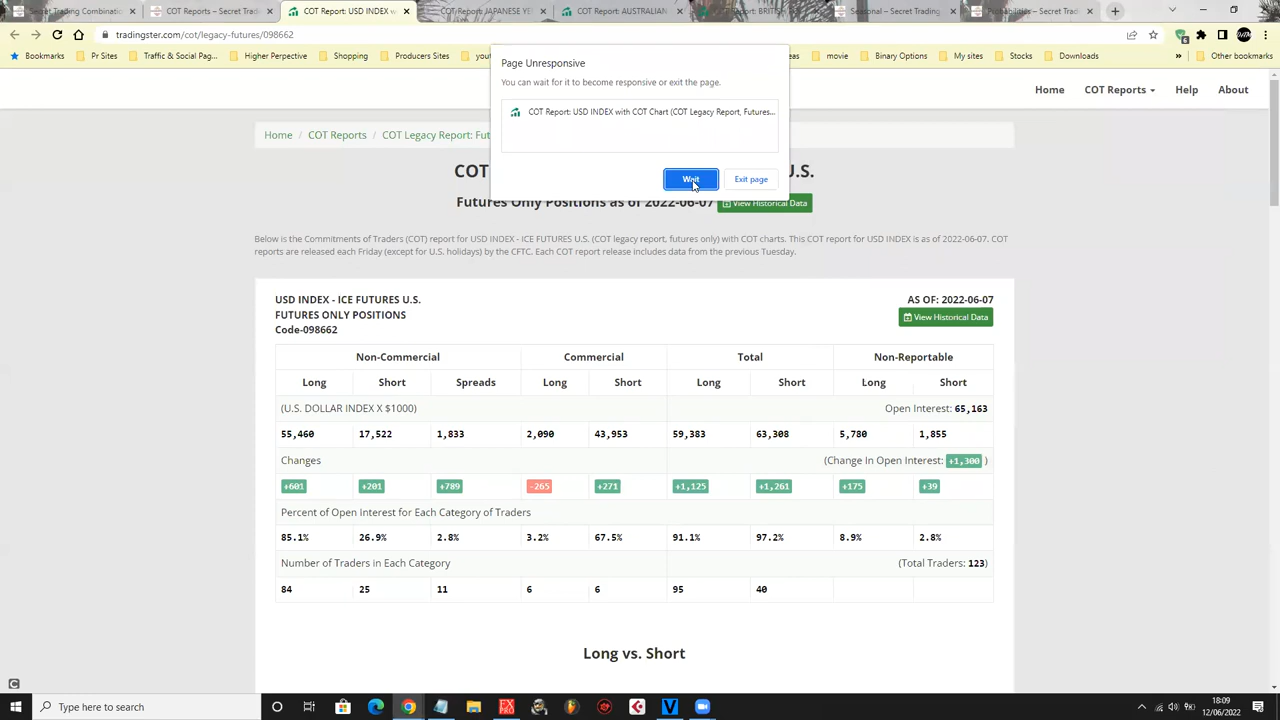 Secret Trading Combination
COT Reports – Secret Trad
COT Report: USD INDEX w
COT Report: JAPANESE YE
COT Report: AUSTRALIAN
COT Report: BRITISH
Seasonal – Secret Trading
Probabilities – Secret Trad
tradingster.com/cot/legacy-futures/098662
Bookmarks
Pr Sites
Traffic & Social Pag...
Higher Perpective
Shopping
Producers Sites
movie
Binary Options
My sites
Stocks
Downloads
Other bookmarks
Page Unresponsive
You can wait for it to become responsive or exit the page.
COT Report: USD INDEX with COT Chart (COT Legacy Report, Futures...
Wait
Exit page
Home
COT Reports
Help
About
Home
COT Reports
COT Legacy Report: Fut
COT
U.S.
Futures Only Positions as of 2022-06-07
View Historical Data
Below is the Commitments of Traders (COT) report for USD INDEX - ICE FUTURES U.S. (COT legacy report, futures only) with COT charts. This COT report for USD INDEX is as of 2022-06-07. COT
reports are released each Friday (except for U.S. holidays) by the CFTC. Each COT report release includes data from the previous Tuesday.
USD INDEX - ICE FUTURES U.S.
FUTURES ONLY POSITIONS
Code-098662
AS OF: 2022-06-07
View Historical Data
Non-Commercial Commercial Total Non-Reportable
Long Short Spreads Long Short Long Short Long Short
(U.S. DOLLAR INDEX X $1000) Open Interest: 65,163
55,460 17,522 1,833 2,090 43,953 59,383 63,308 5,780 1,855
Changes (Change In Open Interest: +1,300 )
+601 +201 +789 -265 +271 +1,125 +1,261 +175 +39
Percent of Open Interest for Each Category of Traders
85.1% 26.9% 2.8% 3.2% 67.5% 91.1% 97.2% 8.9% 2.8%
Number of Traders in Each Category (Total Traders: 123)
84 25 11 6 6 95 40
Long vs. Short
Type here to search
18:09
12/06/2022